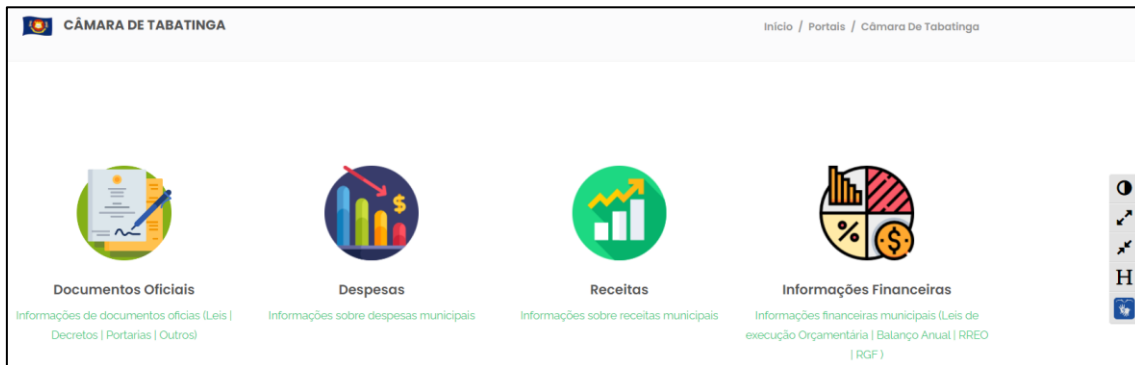 CÂMARA DE TABATINGA
Início / Portais / Câmara De Tabatinga
Documentos Oficiais
Informações de documentos oficias (Leis |
Decretos | Portarias | Outros)
Despesas
Informações sobre despesas municipais
Receitas
Informações sobre receitas municipais
Informações Financeiras
Informações financeiras municipais (Leis de
execução Orçamentária | Balanço Anual | RREO
| RGF )
H